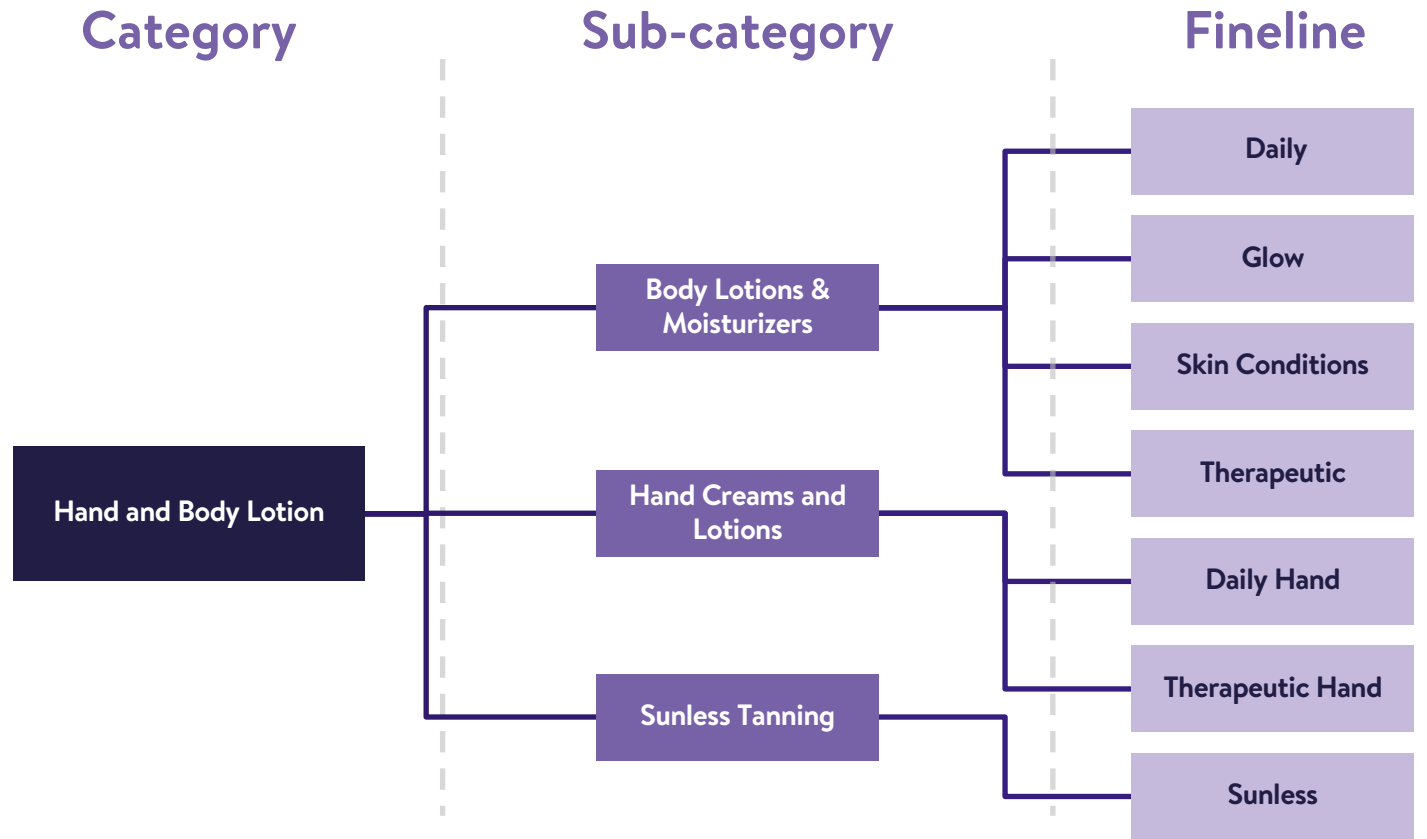 Category
Sub-category
Fineline
Daily
Glow
Body Lotions &
Moisturizers
Skin Conditions
Therapeutic
Hand and Body Lotion
Hand Creams and
Lotions
Daily Hand
Therapeutic Hand
Sunless Tanning
Sunless